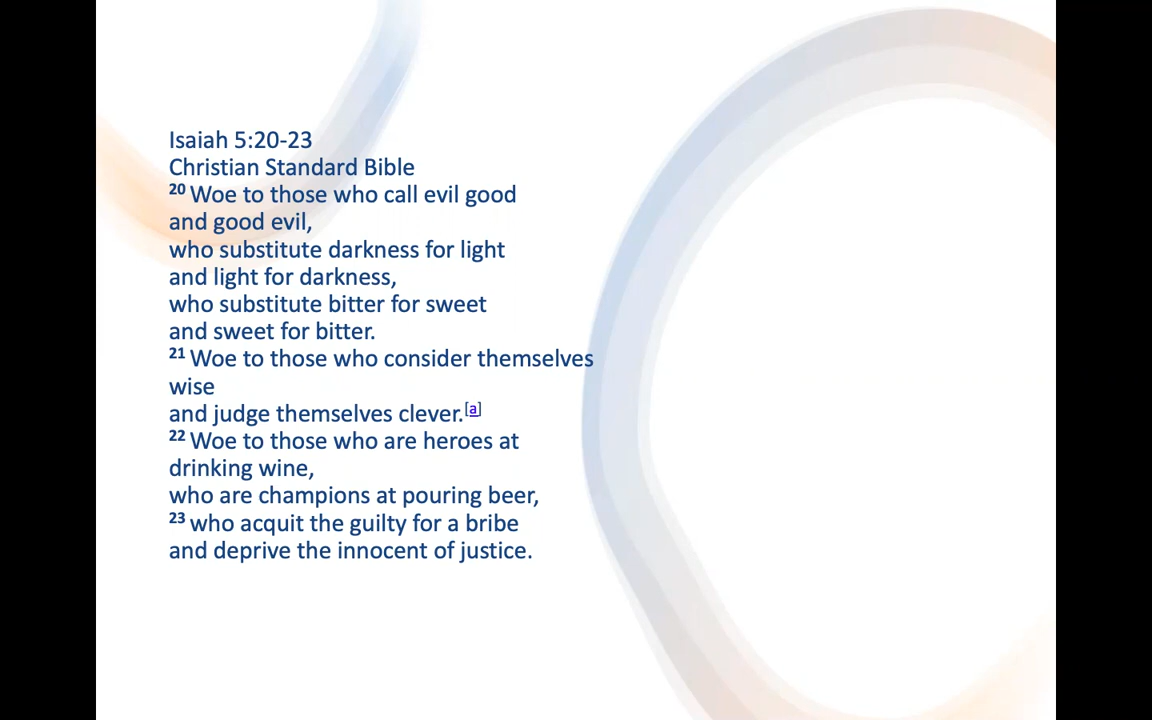 Isaiah 5:20-23
Christian Standard Bible
20 Woe to those who call evil good
and good evil,
who substitute darkness for light
and light for darkness,
who substitute bitter for sweet
and sweet for bitter.
21 Woe to those who consider themselves
wise
and judge themselves clever.[a]
22 Woe to those who are heroes at
drinking wine,
who are champions at pouring beer,
23 who acquit the guilty for a bribe
and deprive the innocent of justice.